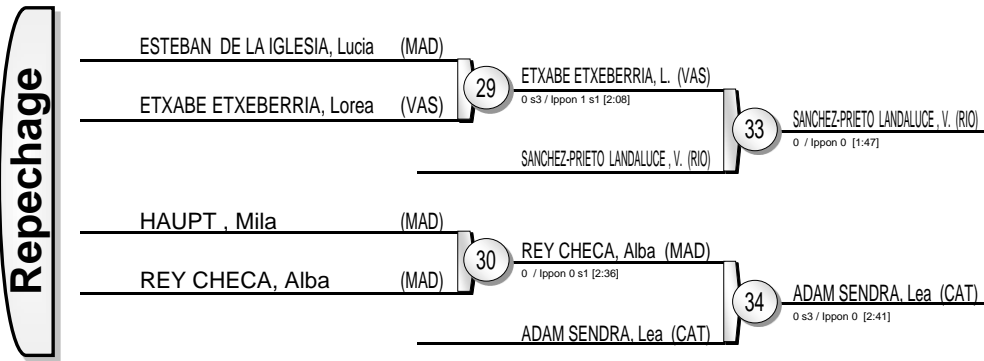 Repechage
ESTEBAN DE LA IGLESIA, Lucia (MAD)
ETXABE ETXEBERRIA, Lorea (VAS)
29
ETXABE ETXEBERRIA, L. (VAS)
0 s3 / Ippon 1 s1 [2:08]
SANCHEZ-PRIETO LANDALUCE , V. (RIO)
33
SANCHEZ-PRIETO LANDALUCE , V. (RIO)
0 / Ippon 0 [1:47]
HAUPT , Mila (MAD)
REY CHECA, Alba (MAD)
30
REY CHECA, Alba (MAD)
0 / Ippon 0 s1 [2:36]
ADAM SENDRA, Lea (CAT)
34
ADAM SENDRA, Lea (CAT)
0 s3 / Ippon 0 [2:41]